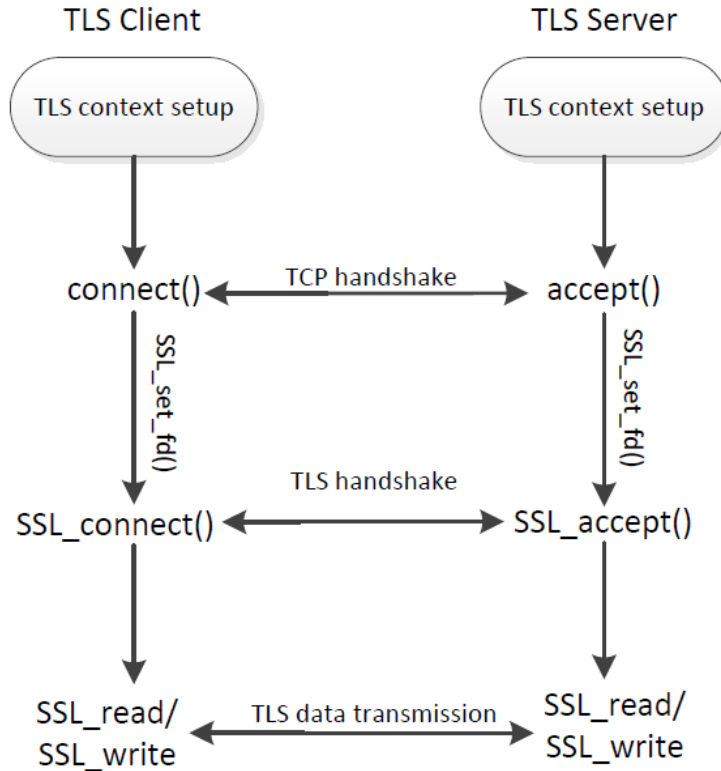 TLS Client
TLS Server
TLS context setup
TLS context setup
connect()
TCP handshake
accept()
SSL_set_fd()
SSL_set_fd()
SSL_connect()
TLS handshake
SSL_accept()
SSL_read/
SSL_write
TLS data transmission
SSL_read/
SSL_write